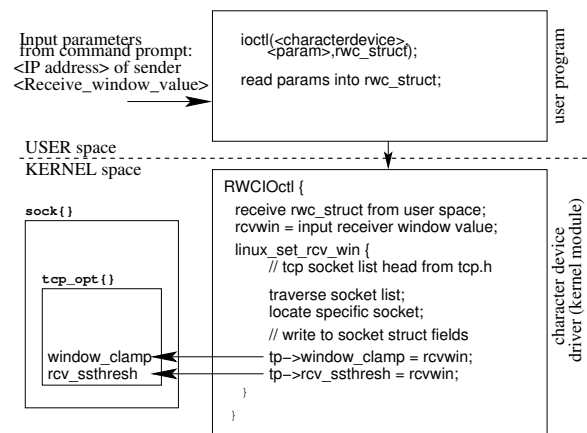 Input parameters
from command prompt:
<IP address> of sender
<Receive_window_value>
ioctl(<characterdevice>,
<param>,rwc_struct);
read params into rwc_struct;
user program
USER space
KERNEL space
sock{}
tcp_opt{}
window_clamp
rcv_ssthresh
RWCIOctl {
receive rwc_struct from user space;
rcvwin = input receiver window value;
linux_set_rcv_win {
// tcp socket list head from tcp.h
traverse socket list;
locate specific socket;
// write to socket struct fields
tp->window_clamp = rcvwin;
tp->rcv_ssthresh = rcvwin;
}
}
character device
driver (kernel module)